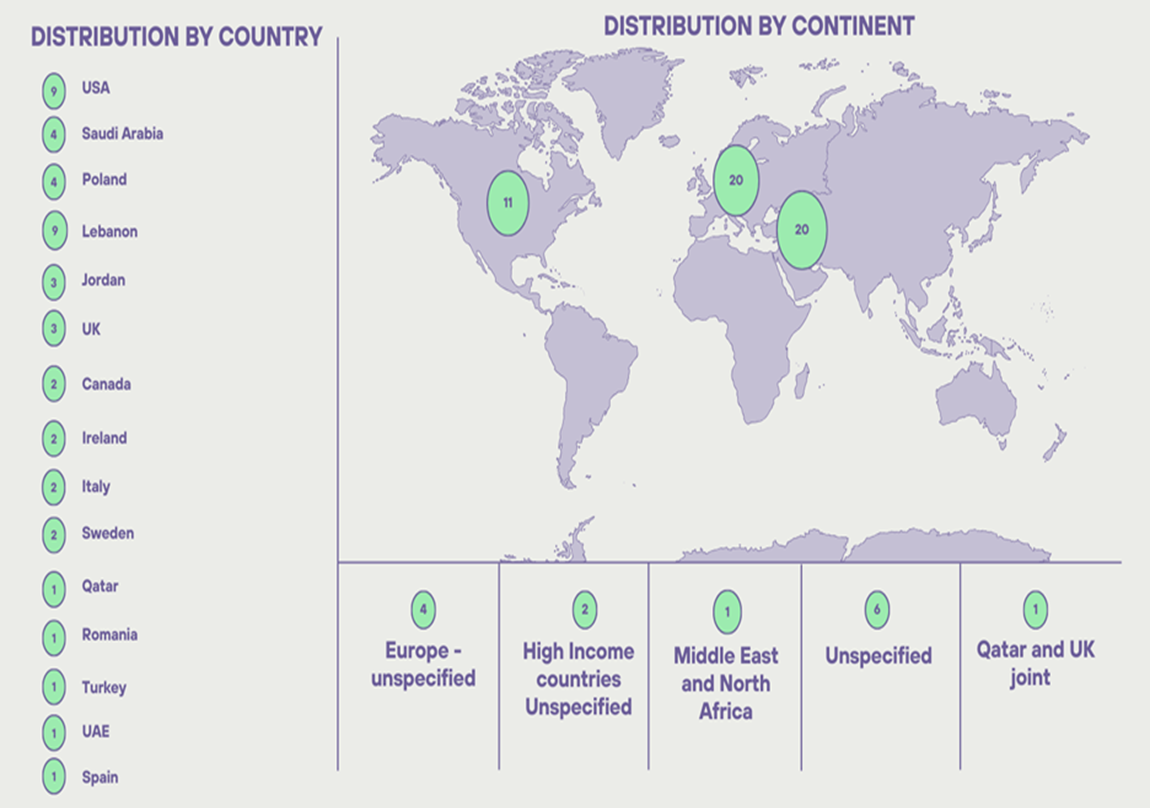 DISTRIBUTION BY COUNTRY
9 USA
4 Saudi Arabia
4 Poland
9 Lebanon
3 Jordan
3 UK
2 Canada
2 Ireland
2 Italy
2 Sweden
1 Qatar
1 Romania
1 Turkey
1 UAE
1 Spain
DISTRIBUTION BY CONTINENT
11
20
20
4
Europe -
unspecified
2
High Income
countries
Unspecified
1
Middle East
and North
Africa
6
Unspecified
1
Qatar and UK
joint